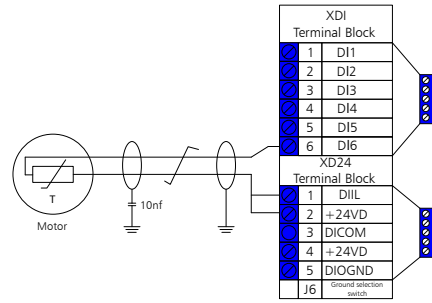 XDI
Terminal Block
1 DI1
2 DI2
3 DI3
4 DI4
5 DI5
6 DI6
XD24
Terminal Block
1 DIIL
2 +24VD
3 DICOM
4 +24VD
5 DIOGND
J6 Ground selection switch
T
Motor
10nf